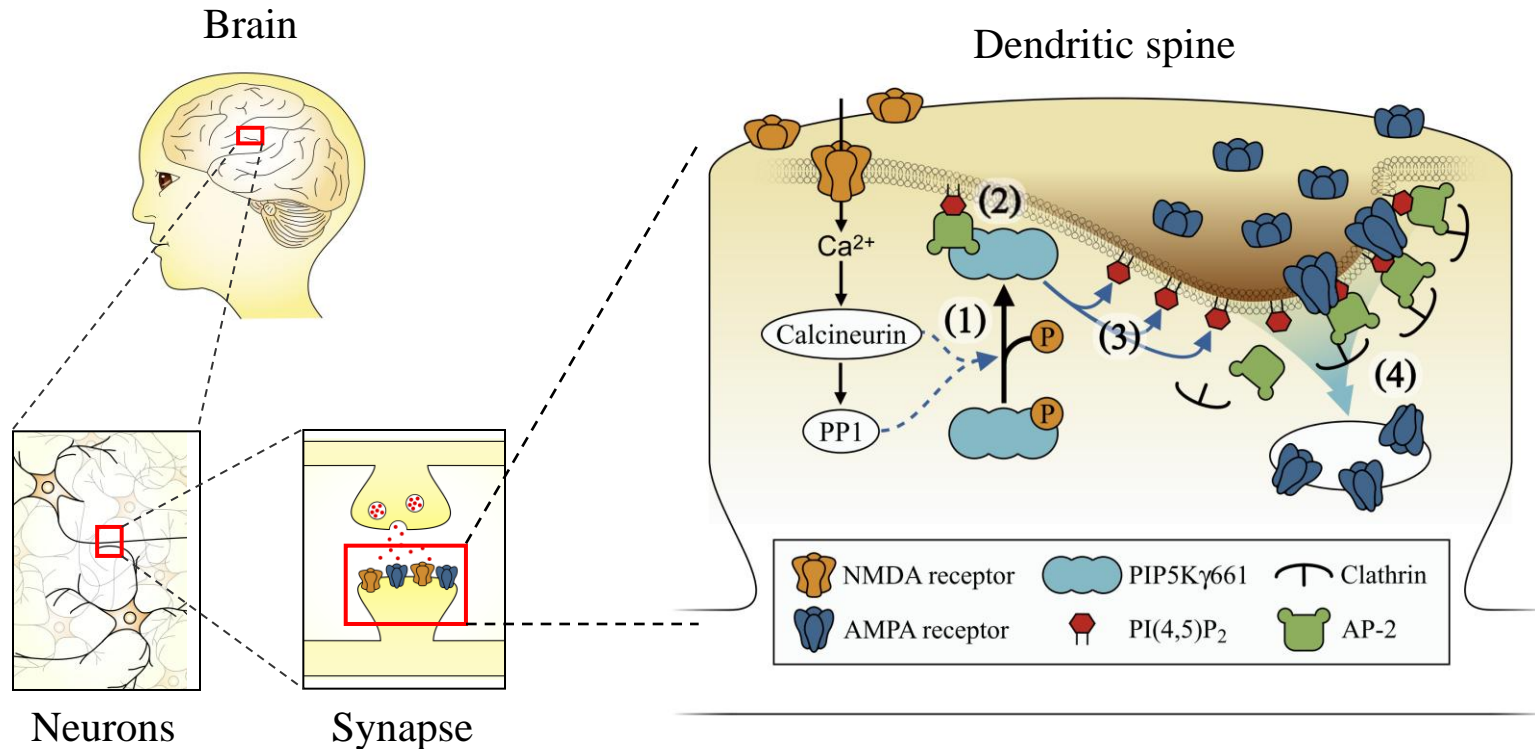 Brain
Dendritic spine
(2)
Ca²⁺
Calcineurin
(1)
P
(3)
(4)
PP1
P
NMDA receptor
PIP5Kγ661
Clathrin
AMPA receptor
PI(4,5)P₂
AP-2
Neurons
Synapse